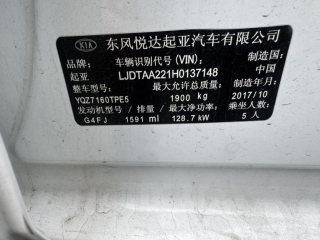 KIA 东风悦达起亚汽车有限公司
品牌: 车辆识别代号(VIN): 制造国:
起亚 LJDTAA221H0137148 中国
整车型号: 最大允许总质量: 制造年月:
YQZ7160TPE5 1900 kg 2017/10
发动机型号 / 排量 / 最大净功率: 乘坐人数:
G4FJ 1591 ml 128.7 kW 5 人